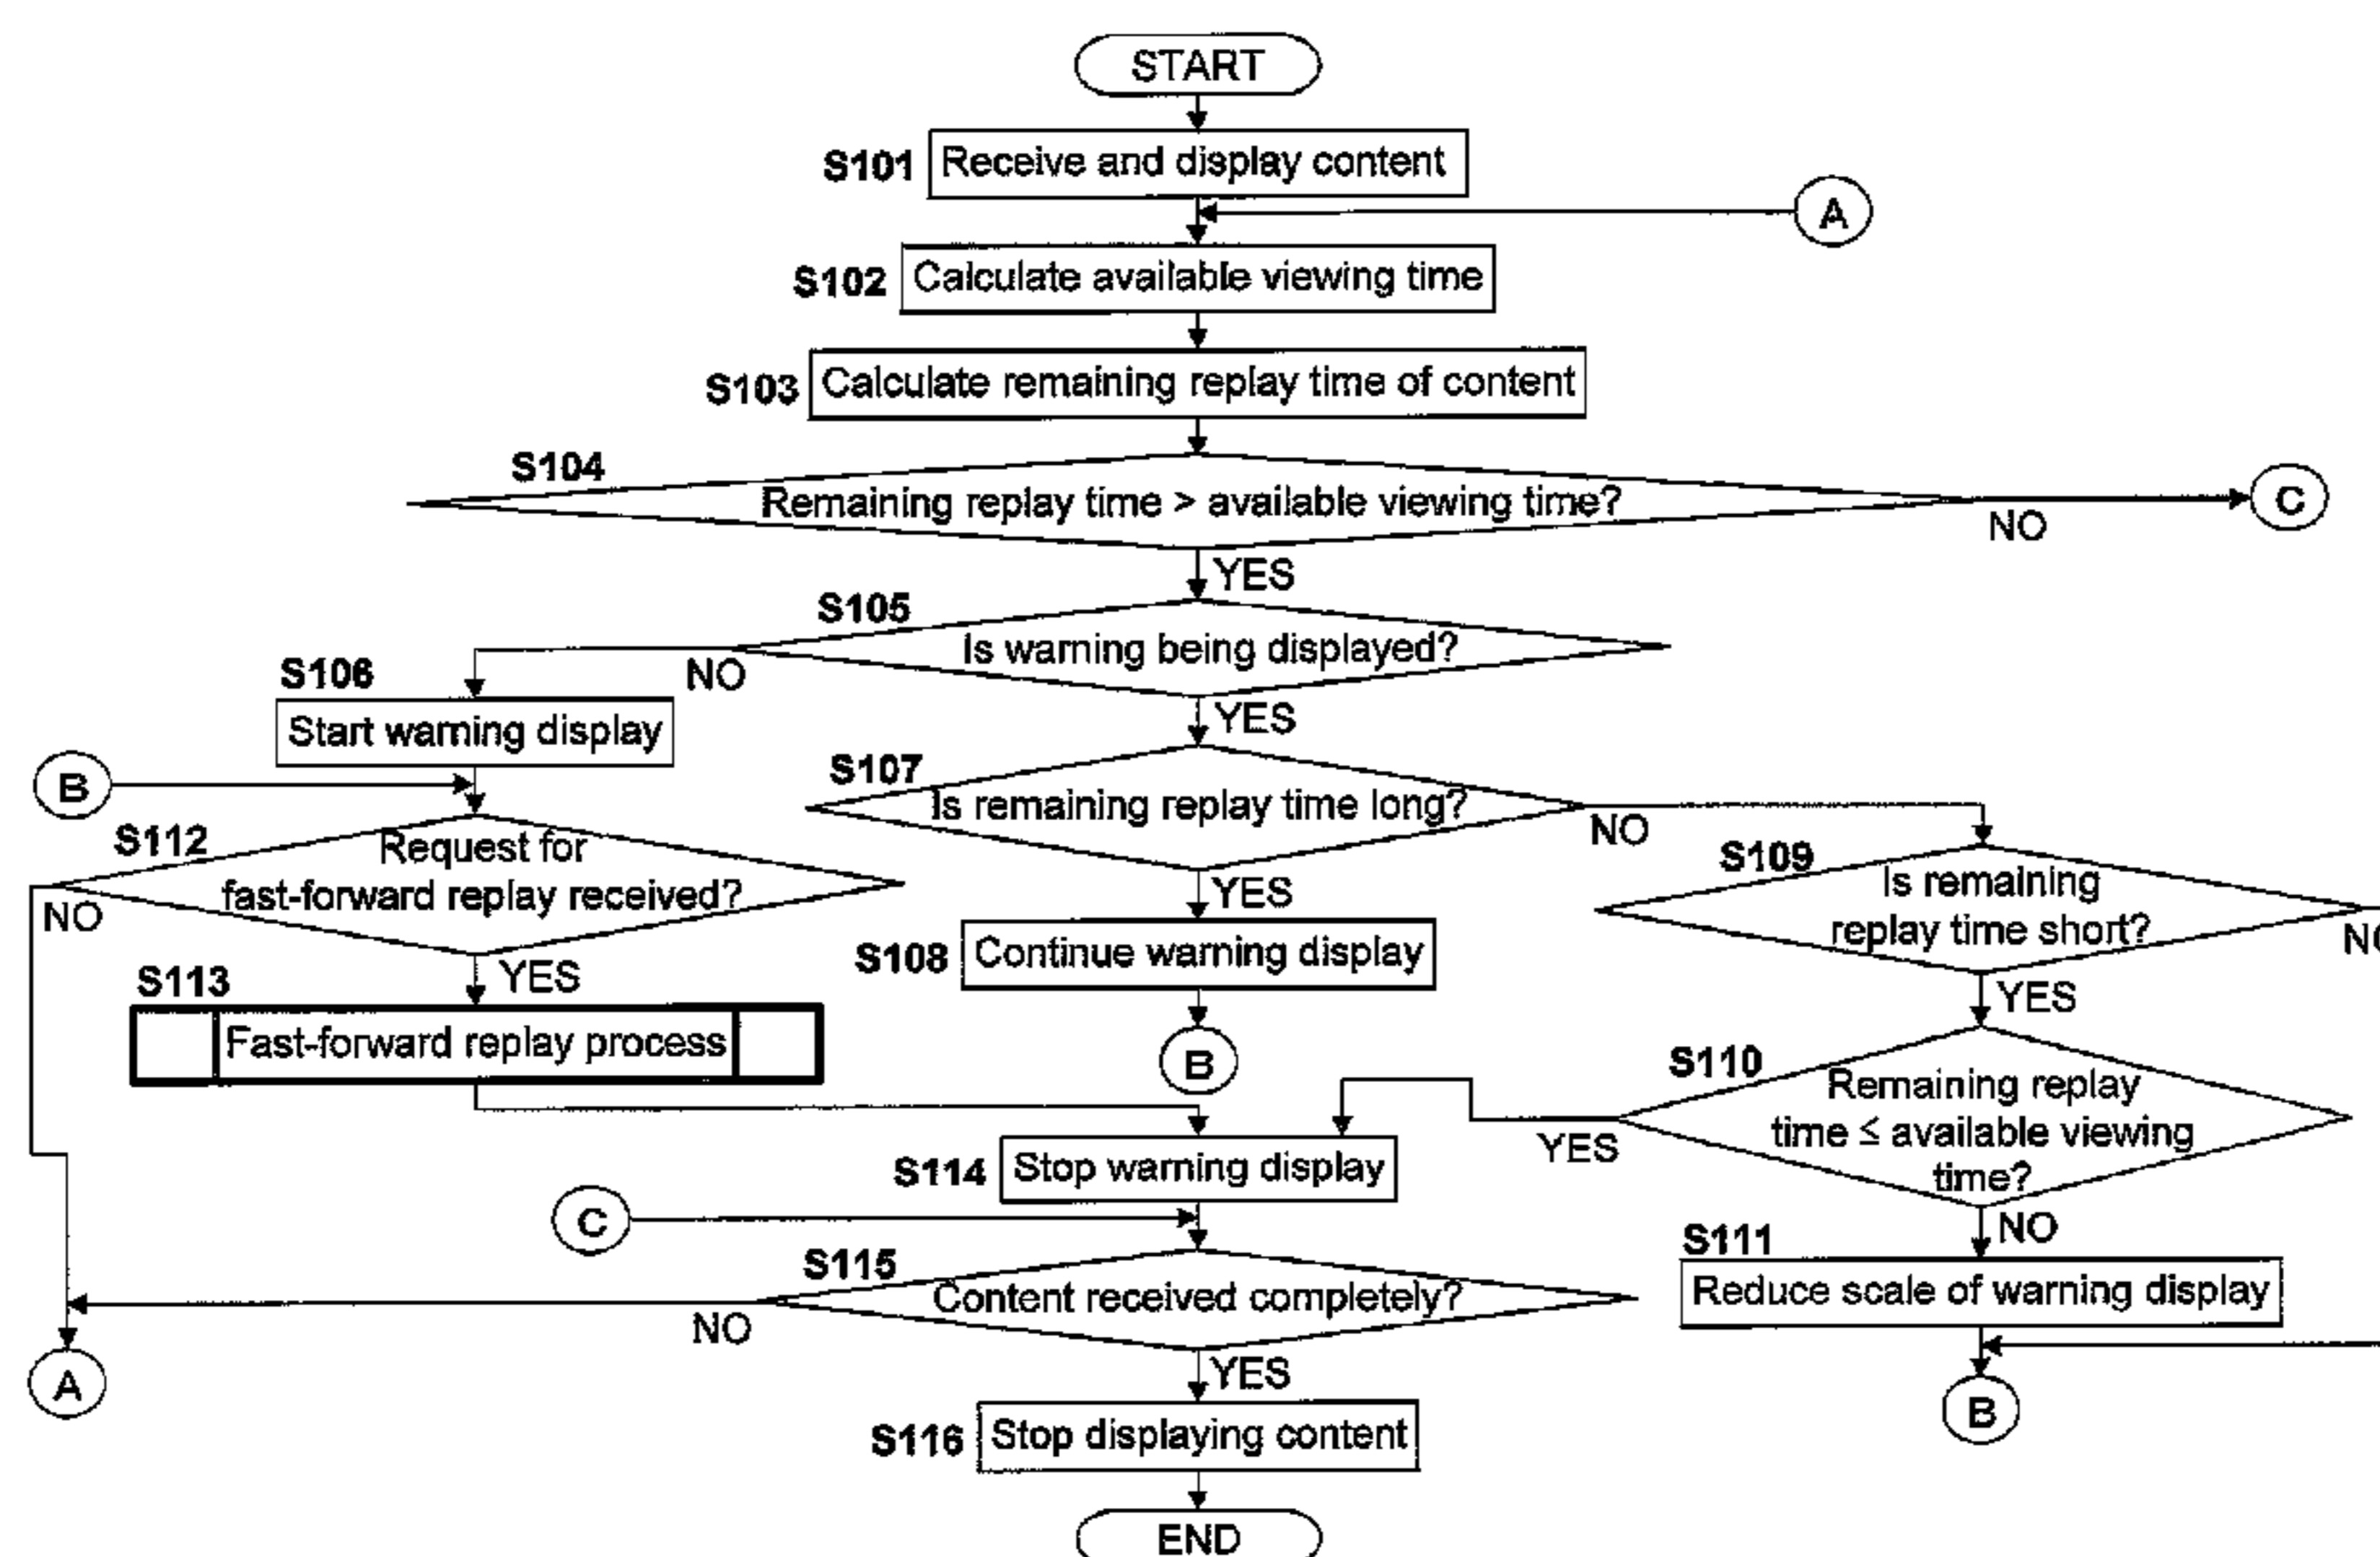 START
S101 Receive and display content
A
S102 Calculate available viewing time
S103 Calculate remaining replay time of content
S104
Remaining replay time > available viewing time?
C
NO
YES
S105
Is warning being displayed?
NO
S106
Start warning display
YES
B
S107
Is remaining replay time long?
NO
S112
Request for
fast-forward replay received?
NO
YES
S109
Is remaining
replay time short?
NO
YES
S108 Continue warning display
S113
Fast-forward replay process
YES
B
S110
Remaining replay
time ≤ available viewing
time?
YES
S114 Stop warning display
C
NO
S111
Reduce scale of warning display
S115
Content received completely?
NO
YES
A
B
S116 Stop displaying content
END